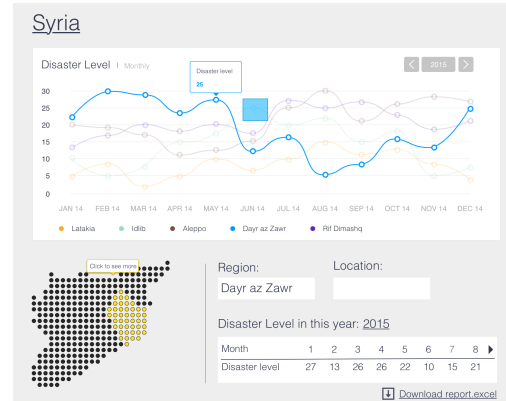 Syria
Disaster Level | Monthly
2015
Disaster level
25
30
25
20
15
10
5
0
JAN 14 FEB 14 MAR 14 APR 14 MAY 14 JUN 14 JUL 14 AUG 14 SEP 14 OCT 14 NOV 14 DEC 14
Latakia Idlib Aleppo Dayr az Zawr Rif Dimashq
Click to see more
Region: Location:
Dayr az Zawr
Disaster Level in this year: 2015
Month 1 2 3 4 5 6 7 8
Disaster level 27 13 26 26 22 10 15 21
Download report.excel